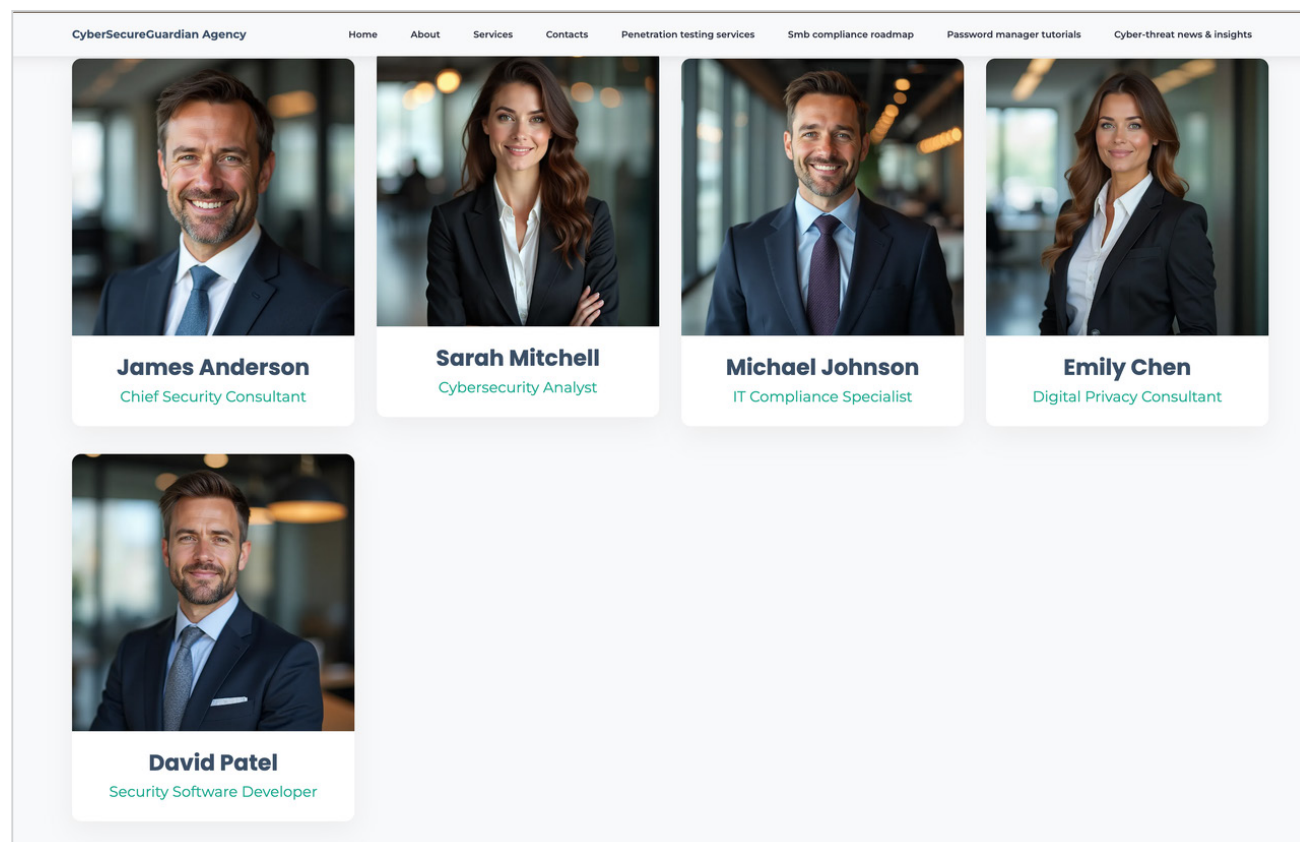 CyberSecureGuardian Agency
Home
About
Services
Contacts
Penetration testing services
Smb compliance roadmap
Password manager tutorials
Cyber-threat news & insights
James Anderson
Chief Security Consultant
Sarah Mitchell
Cybersecurity Analyst
Michael Johnson
IT Compliance Specialist
Emily Chen
Digital Privacy Consultant
David Patel
Security Software Developer